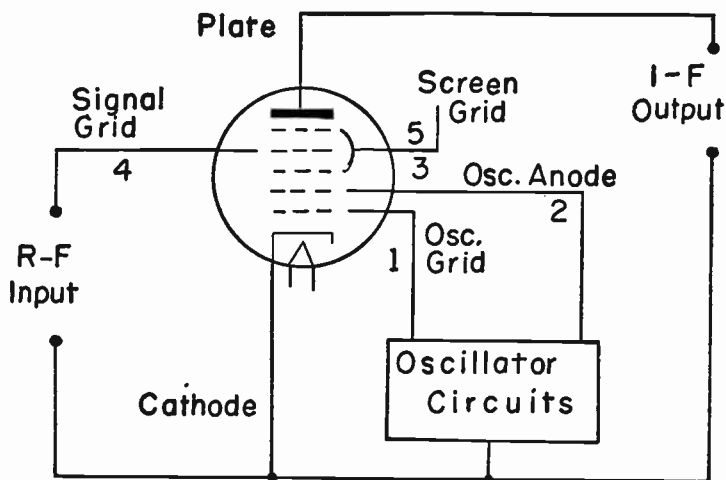 Plate
Signal
Grid
4
Screen
Grid
5
3
I-F
Output
Osc. Anode
2
R-F
Input
1
Osc.
Grid
Cathode
Oscillator
Circuits